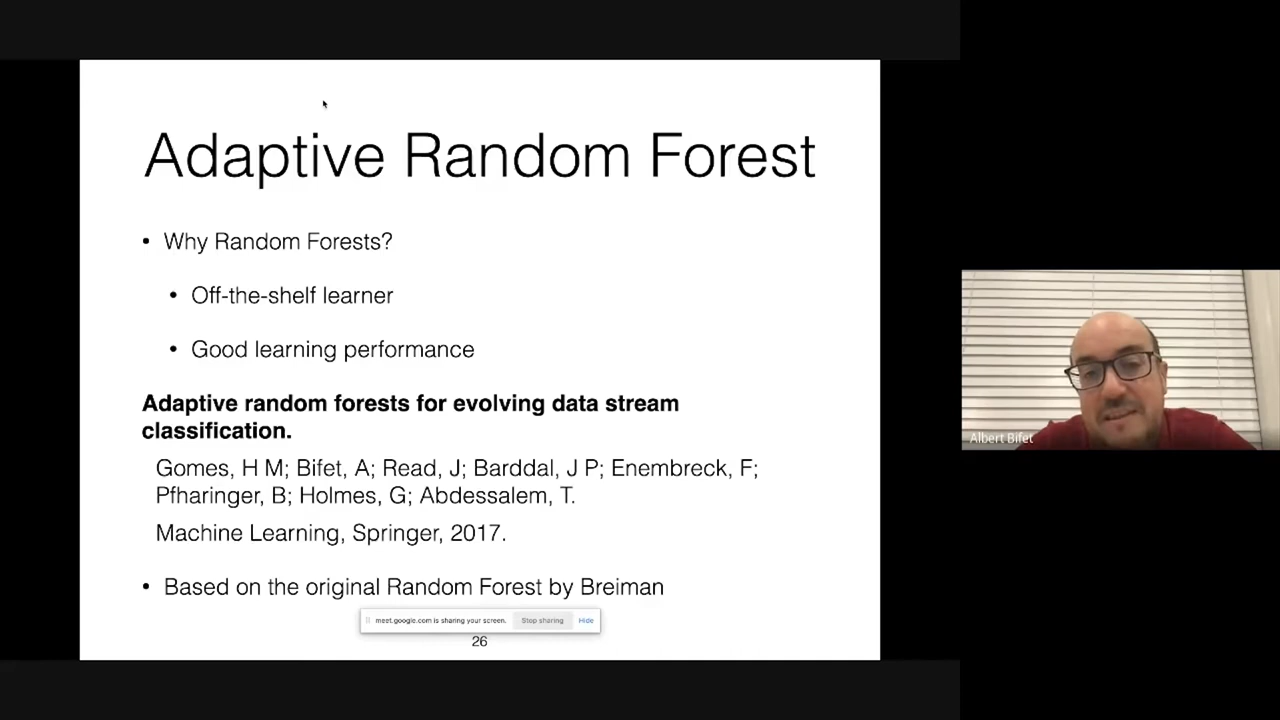 Adaptive Random Forest
• Why Random Forests?
• Off-the-shelf learner
• Good learning performance
Adaptive random forests for evolving data stream
classification.
Gomes, H M; Bifet, A; Read, J; Barddal, J P; Enembreck, F;
Pfharinger, B; Holmes, G; Abdessalem, T.
Machine Learning, Springer, 2017.
• Based on the original Random Forest by Breiman
meet.google.com is sharing your screen. Stop sharing Hide
26
Albert Bifet